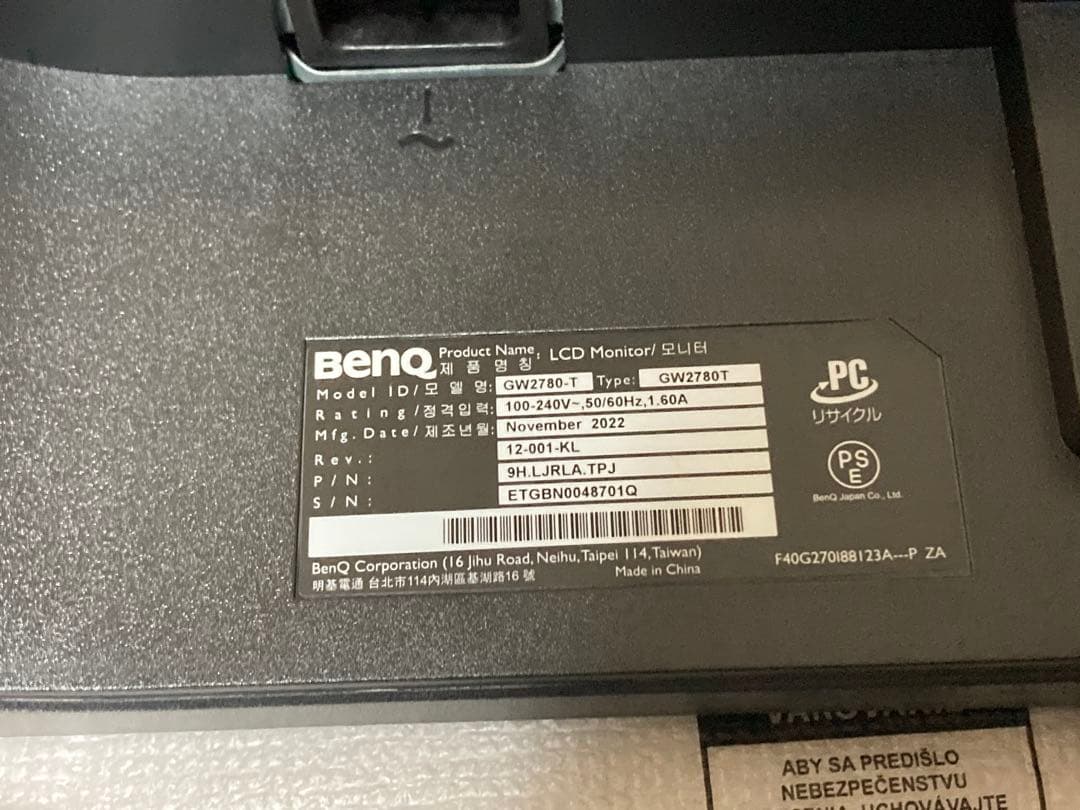 BenQ
Product Name: LCD Monitor/ 모니터
제 품 명 칭
Model ID/모 델 명: GW2780-T Type: GW2780T
Rating/정격입력: 100-240V~,50/60Hz,1.60A
Mfg. Date/제조년월: November 2022
Rev.: 12-001-KL
P/N: 9H.LJRLA.TPJ
S/N: ETGBN0048701Q
BenQ Corporation (16 Jihu Road, Neihu,Taipei 114,Taiwan)
明基電通 台北市114內湖區基湖路16 號
Made in China
PC
リサイクル
PS
E
BenQ Japan Co., Ltd.
F40G270I88123A---P ZA
ABY SA PREDIŠLO
NEBEZPEČENSTVU
UCHOVÁVAJTE